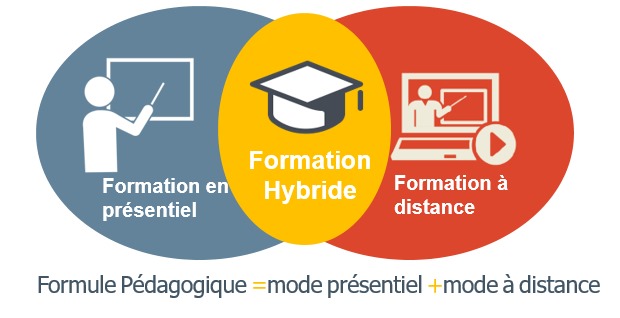 Formation en
présentiel
Formation
Hybride
Formation à
distance
Formule Pédagogique =mode présentiel +mode à distance